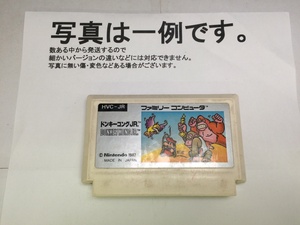 写真は一例です。
数ある中から発送するので
細かいバージョンの違いなどには対応できません。
写真に無い傷・変色などある場合がございます。
HVC-JR
ファミリー コンピュータ
ドンキーコングJR.
DONKEY KONG JR.
©Nintendo
MADE IN JAPAN